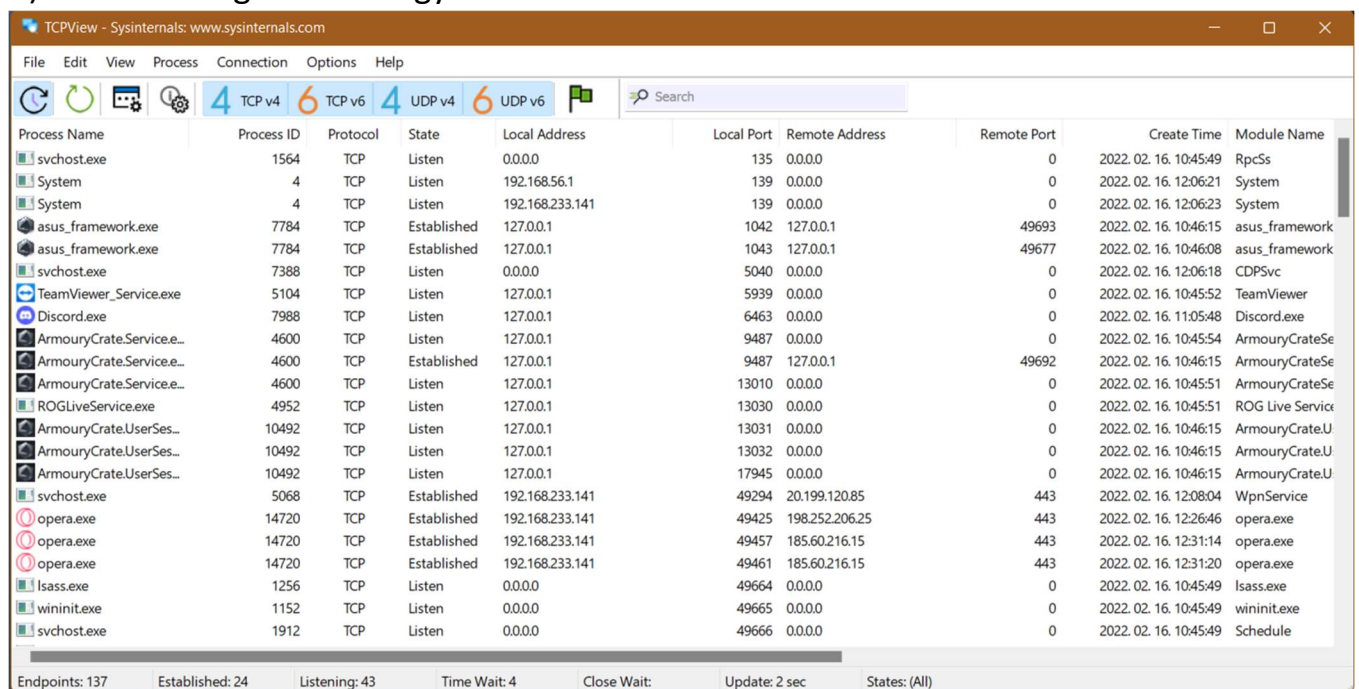 TCPView - Sysinternals: www.sysinternals.com
File Edit View Process Connection Options Help
4 TCP v4 6 TCP v6 4 UDP v4 6 UDP v6 Search
Process Name Process ID Protocol State Local Address Local Port Remote Address Remote Port Create Time Module Name
svchost.exe 1564 TCP Listen 0.0.0.0 135 0.0.0.0 0 2022. 02. 16. 10:45:49 RpcSs
System 4 TCP Listen 192.168.56.1 139 0.0.0.0 0 2022. 02. 16. 12:06:21 System
System 4 TCP Listen 192.168.233.141 139 0.0.0.0 0 2022. 02. 16. 12:06:23 System
asus_framework.exe 7784 TCP Established 127.0.0.1 1042 127.0.0.1 49693 2022. 02. 16. 10:46:15 asus_framework
asus_framework.exe 7784 TCP Established 127.0.0.1 1043 127.0.0.1 49677 2022. 02. 16. 10:46:08 asus_framework
svchost.exe 7388 TCP Listen 0.0.0.0 5040 0.0.0.0 0 2022. 02. 16. 12:06:18 CDPSvc
TeamViewer_Service.exe 5104 TCP Listen 127.0.0.1 5939 0.0.0.0 0 2022. 02. 16. 10:45:52 TeamViewer
Discord.exe 7988 TCP Listen 127.0.0.1 6463 0.0.0.0 0 2022. 02. 16. 11:05:48 Discord.exe
ArmouryCrate.Service.e... 4600 TCP Listen 127.0.0.1 9487 0.0.0.0 0 2022. 02. 16. 10:45:54 ArmouryCrateSe
ArmouryCrate.Service.e... 4600 TCP Established 127.0.0.1 9487 127.0.0.1 49692 2022. 02. 16. 10:46:15 ArmouryCrateSe
ArmouryCrate.Service.e... 4600 TCP Listen 127.0.0.1 13010 0.0.0.0 0 2022. 02. 16. 10:45:51 ArmouryCrateSe
ROGLiveService.exe 4952 TCP Listen 127.0.0.1 13030 0.0.0.0 0 2022. 02. 16. 10:45:51 ROG Live Service
ArmouryCrate.UserSes... 10492 TCP Listen 127.0.0.1 13031 0.0.0.0 0 2022. 02. 16. 10:46:15 ArmouryCrate.U
ArmouryCrate.UserSes... 10492 TCP Listen 127.0.0.1 13032 0.0.0.0 0 2022. 02. 16. 10:46:15 ArmouryCrate.U
ArmouryCrate.UserSes... 10492 TCP Listen 127.0.0.1 17945 0.0.0.0 0 2022. 02. 16. 10:46:15 ArmouryCrate.U
svchost.exe 5068 TCP Established 192.168.233.141 49294 20.199.120.85 443 2022. 02. 16. 12:08:04 WpnService
opera.exe 14720 TCP Established 192.168.233.141 49425 198.252.206.25 443 2022. 02. 16. 12:26:46 opera.exe
opera.exe 14720 TCP Established 192.168.233.141 49457 185.60.216.15 443 2022. 02. 16. 12:31:14 opera.exe
opera.exe 14720 TCP Established 192.168.233.141 49461 185.60.216.15 443 2022. 02. 16. 12:31:20 opera.exe
lsass.exe 1256 TCP Listen 0.0.0.0 49664 0.0.0.0 0 2022. 02. 16. 10:45:49 lsass.exe
wininit.exe 1152 TCP Listen 0.0.0.0 49665 0.0.0.0 0 2022. 02. 16. 10:45:49 wininit.exe
svchost.exe 1912 TCP Listen 0.0.0.0 49666 0.0.0.0 0 2022. 02. 16. 10:45:49 Schedule
Endpoints: 137 Established: 24 Listening: 43 Time Wait: 4 Close Wait: Update: 2 sec States: (All)